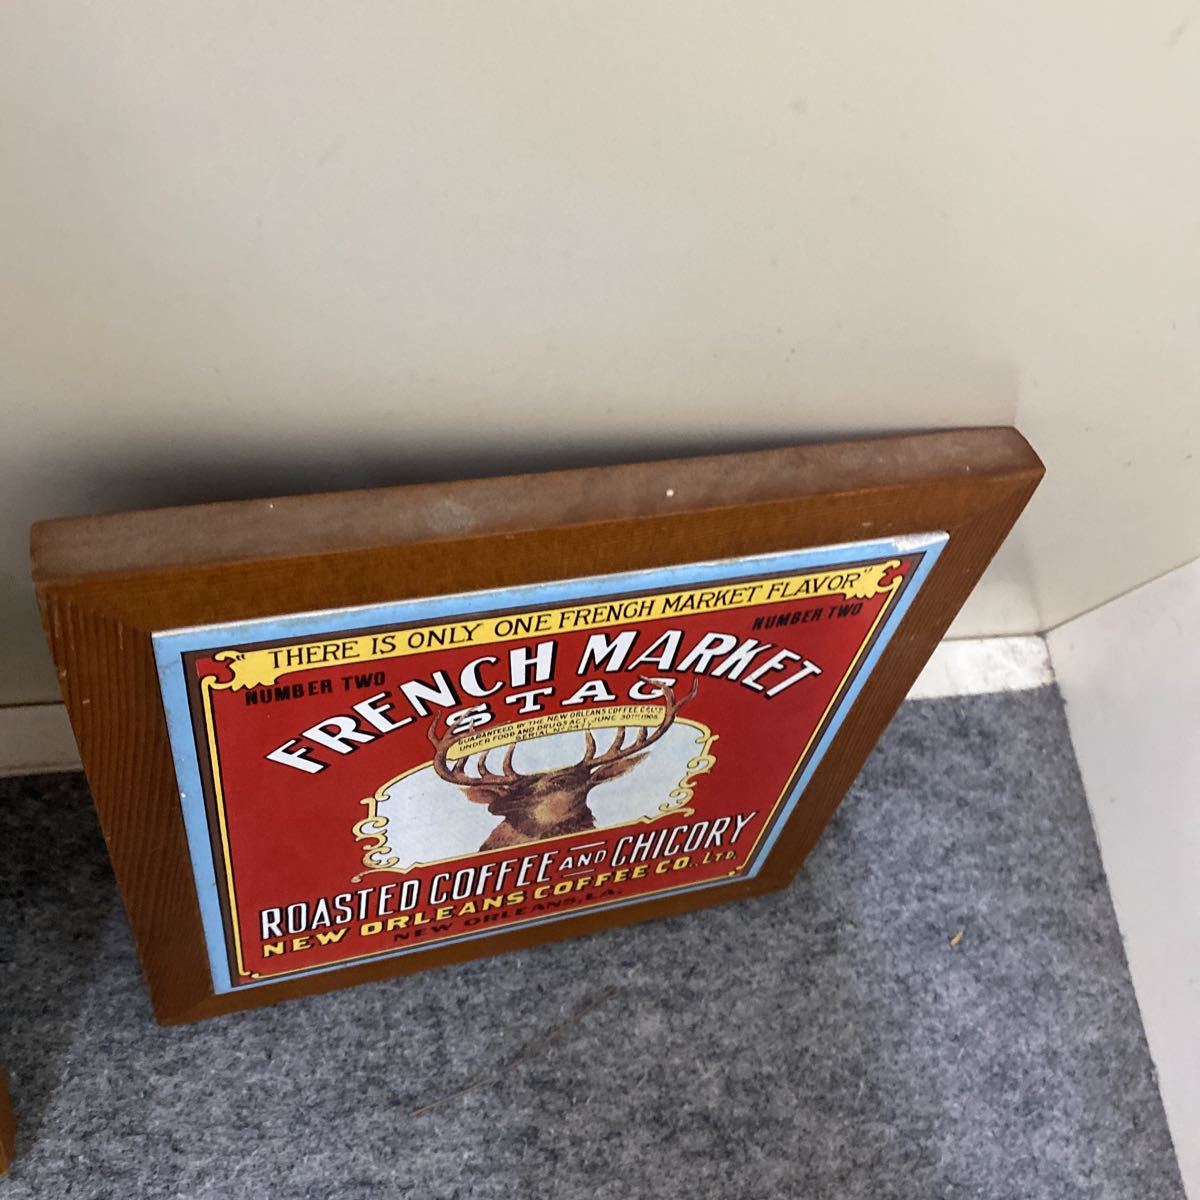 "THERE IS ONLY ONE FRENCH MARKET FLAVOR"
NUMBER TWO
NUMBER TWO
FRENCH MARKET
STAG
GUARANTEED BY THE NEW ORLEANS COFFEE CO. LTD.
UNDER FOOD AND DRUGS ACT, JUNE 30TH 1906.
SERIAL No
ROASTED COFFEE AND CHICORY
NEW ORLEANS COFFEE CO., LTD.
NEW ORLEANS, LA.